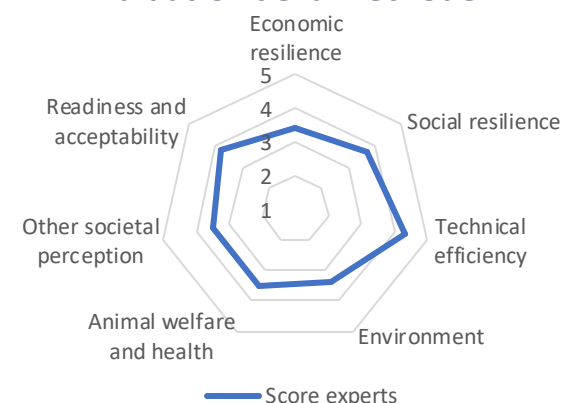 Economic
resilience
5
4
3
2
1
Readiness and
acceptability
Social resilience
Other societal
perception
Technical
efficiency
Animal welfare
and health
Environment
Score experts